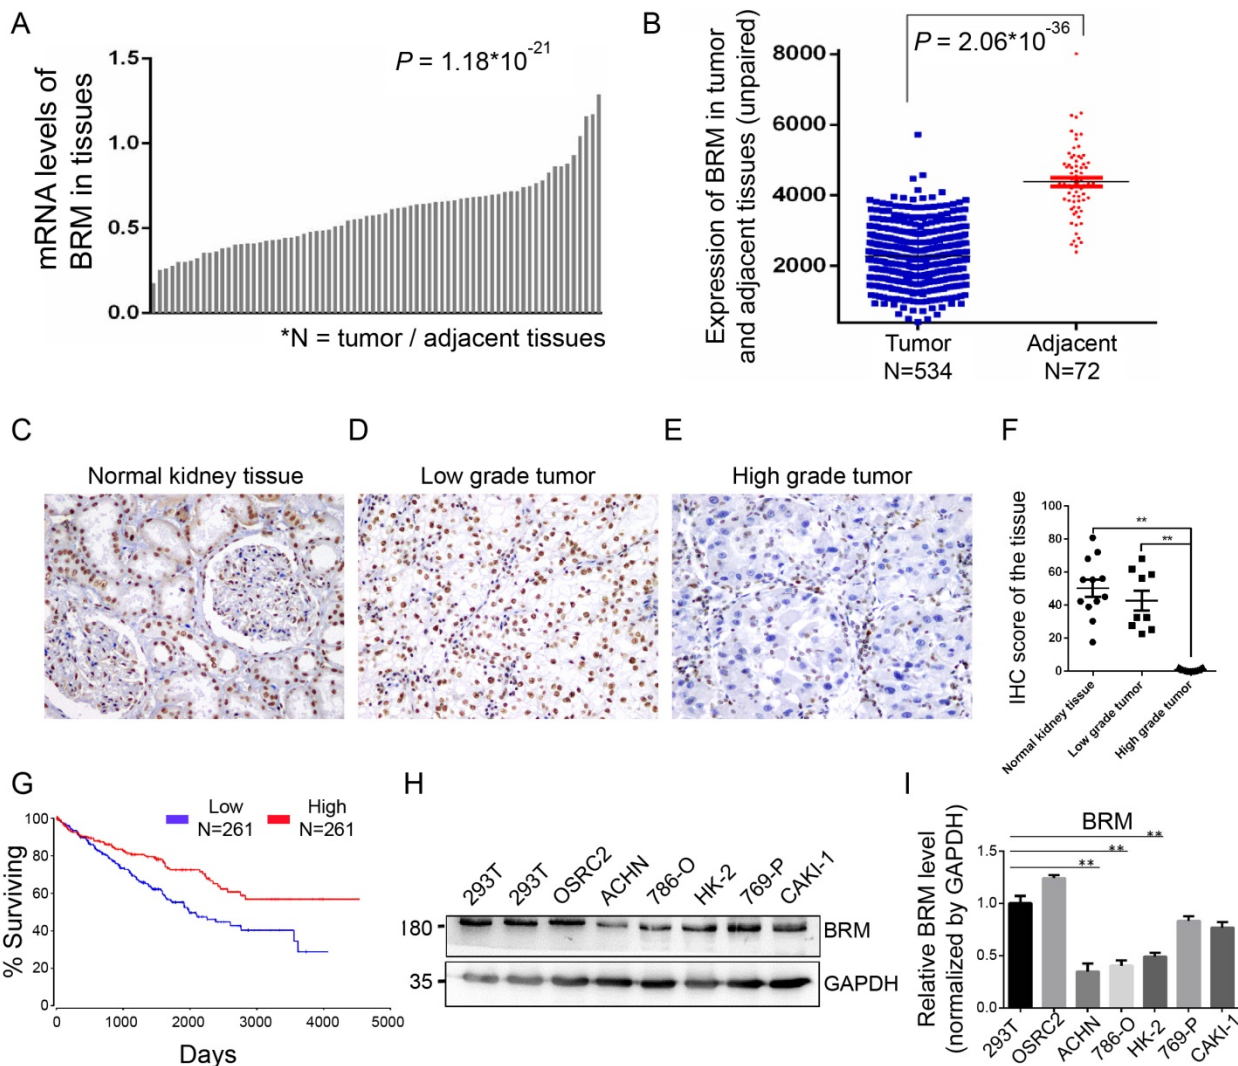 A
mRNA levels of
BRM in tissues
1.5
1.0
0.5
0.0
P = 1.18*10^-21
*N = tumor / adjacent tissues
B
Expression of BRM in tumor
and adjacent tissues (unpaired)
8000
6000
4000
2000
P = 2.06*10^-36
Tumor
N=534
Adjacent
N=72
C
Normal kidney tissue
D
Low grade tumor
E
High grade tumor
F
IHC score of the tissue
100
80
60
40
20
0
**
**
Normal kidney tissue
Low grade tumor
High grade tumor
G
% Surviving
100
80
60
40
20
0
Low
N=261
High
N=261
0 1000 2000 3000 4000 5000
Days
H
293T 293T OSRC2 ACHN 786-O HK-2 769-P CAKI-1
180
BRM
35
GAPDH
I
BRM
Relative BRM level
(normalized by GAPDH)
1.5
1.0
0.5
0.0
**
**
**
293T OSRC2 ACHN 786-O HK-2 769-P CAKI-1